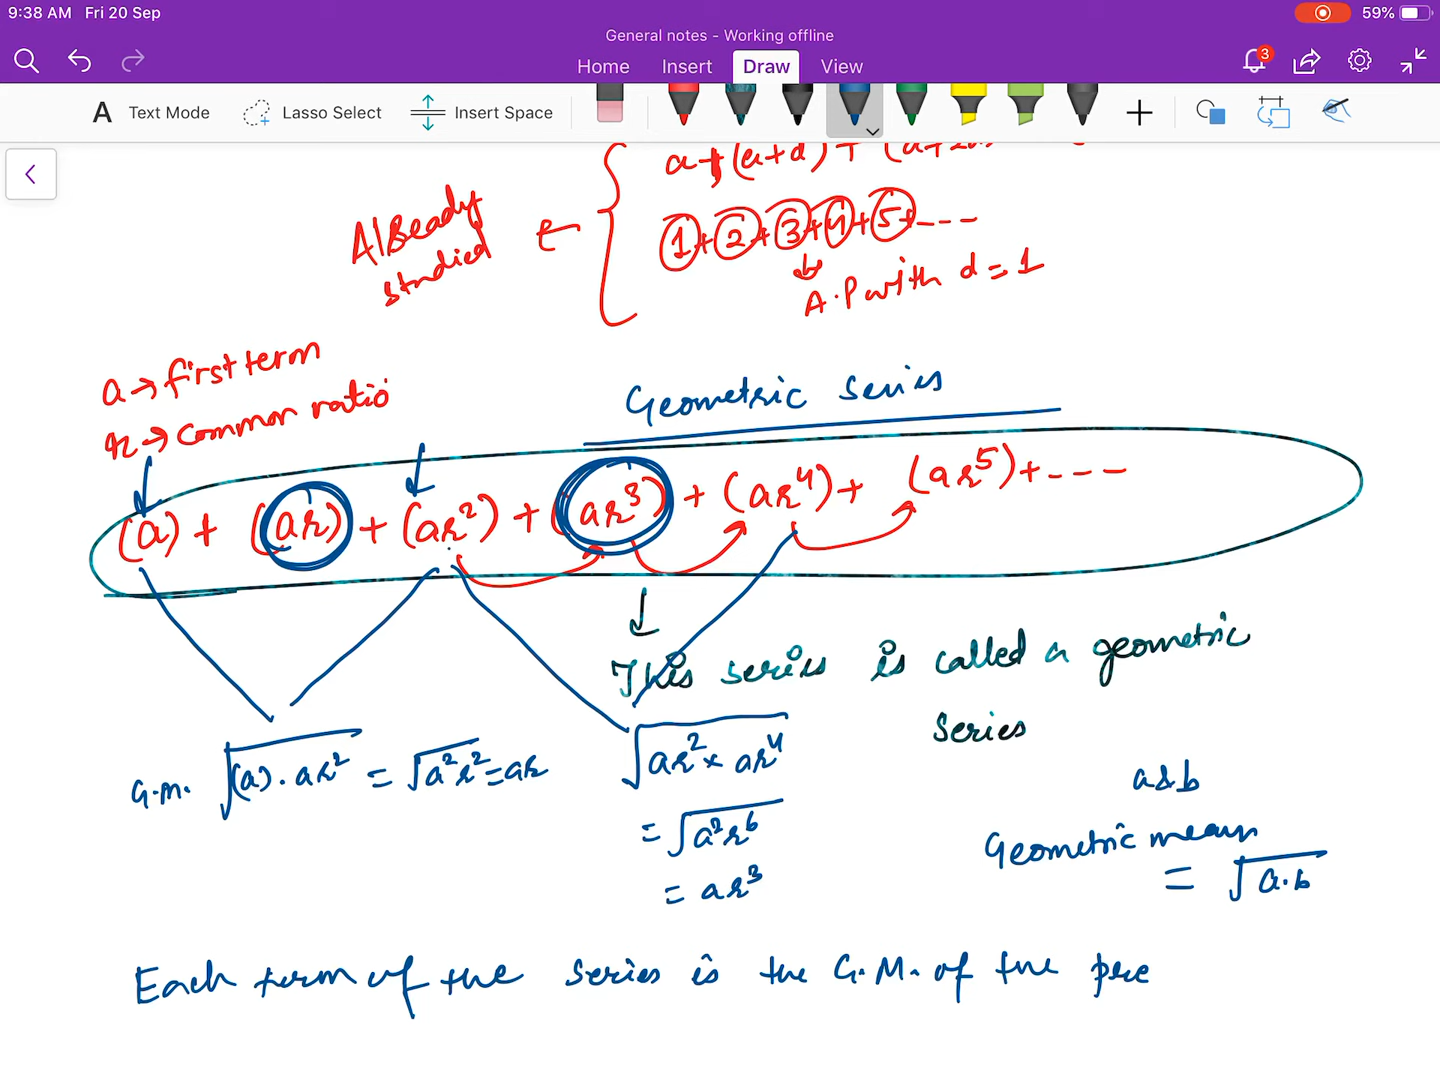 9:38 AM Fri 20 Sep
59%
General notes - Working offline
Home Insert Draw View
3
A Text Mode Lasso Select Insert Space
a+(a+d)+(a+2d)
Already studied
1+2+3+4+5+----
A.P with d=1
a→first term
r→common ratio
Geometric series
(a) + (ar) + (ar²) + (ar³) + (ar⁴) + (ar⁵)+---
This series is called a geometric
series
G.M. √(a).ar² = √a²r² = ar
√ar² × ar⁴
= √a²r⁶
= ar³
a & b
Geometric mean
= √a.b
Each term of the series is the G.M. of the pre